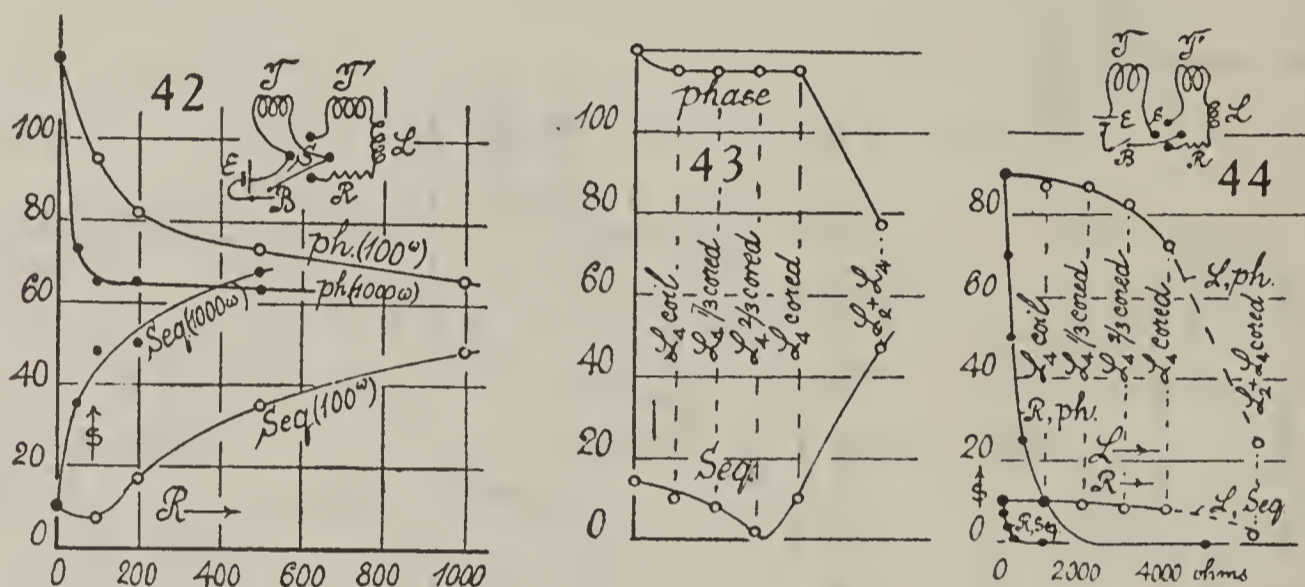 42
100
80
60
40
20
0
T T'
L
E
S
B
R
ph.(100ω)
ph(1000ω)
Seq(1000ω)
Seq(100ω)
$
R →
0 200 400 600 800 1000
43
100
80
60
40
20
0
phase
L4 coil
L4 1/3 cored
L4 2/3 cored
L4 cored
L2 + L4
Seq.
44
T T'
E
L
B
R
80
60
40
20
0
L4 coil
L4 1/3 cored
L4 2/3 cored
L4 cored
L2 + L4 cored
L, ph.
R, ph.
L →
R →
$
R, Seq
L, Seq.
0 2000 4000 ohms